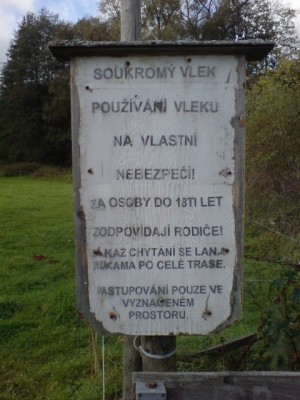 SOUKROMÝ VLEK
POUŽÍVÁNÍ VLEKU
NA VLASTNÍ
NEBEZPEČÍ!
ZA OSOBY DO 18TI LET
ZODPOVÍDAJÍ RODIČE!
ZÁKAZ CHYTÁNÍ SE LANA
RUKAMA PO CELÉ TRASE.
NASTUPOVÁNÍ POUZE VE
VYZNAČENÉM
PROSTORU.